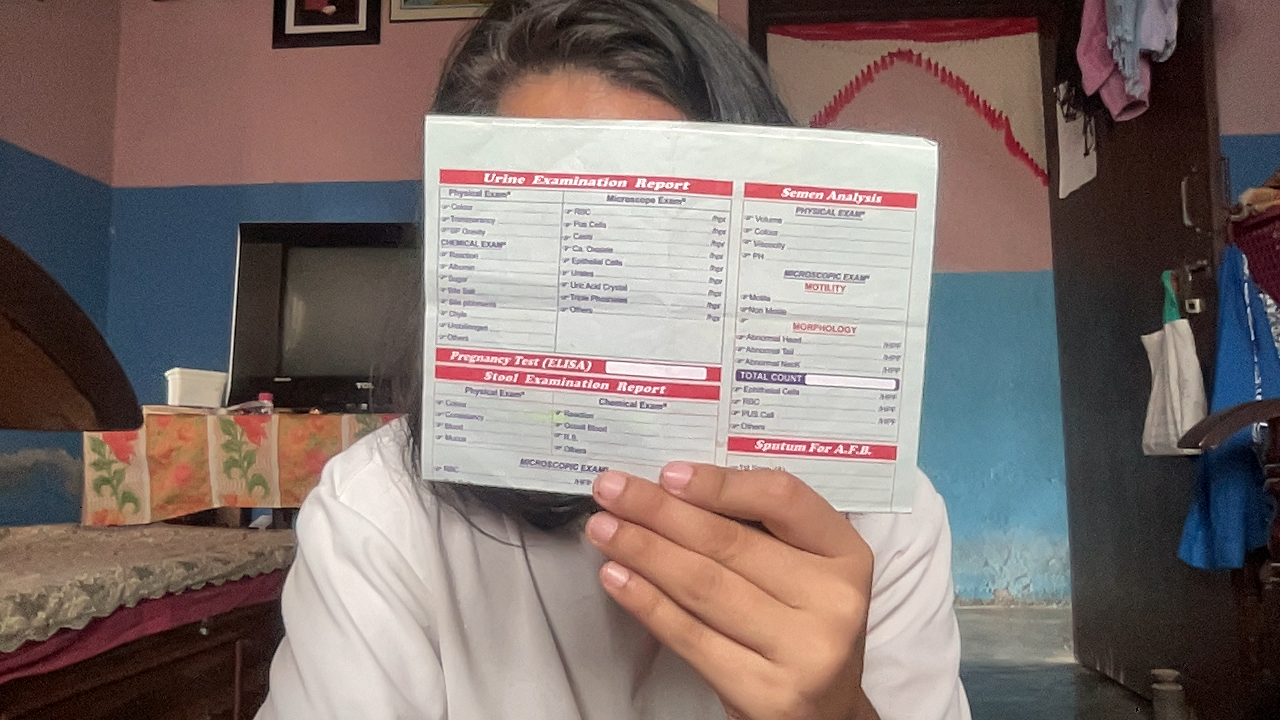 Urine Examination Report
Physical Exam*
Colour
Transparency
SP Gravity
CHEMICAL EXAM*
Reaction
Albumin
Sugar
Bile Salt
Bile pigments
Chyle
Urobilinogen
Others
Microscope Exam*
RBC /hpf
Pus Cells /hpf
Casts /hpf
Ca. Oxalate /hpf
Epithelial Cells /hpf
Urates /hpf
Uric Acid Crystal /hpf
Triple Phosphates /hpf
Others /hpf
Pregnancy Test (ELISA)
Stool Examination Report
Physical Exam*
Colour
Consistency
Blood
Mucus
Chemical Exam*
Reaction
Occult Blood
R.S.
Others
MICROSCOPIC EXAM*
RBC /HPF
Semen Analysis
PHYSICAL EXAM*
Volume
Colour
Viscosity
PH
MICROSCOPIC EXAM*
MOTILITY
Motile
Non Motile
MORPHOLOGY
Abnormal Head /HPF
Abnormal Tail /HPF
Abnormal Neck /HPF
TOTAL COUNT
Epithelial Cells /HPF
RBC /HPF
PUS Cell /HPF
Others
Sputum For A.F.B.
TCL